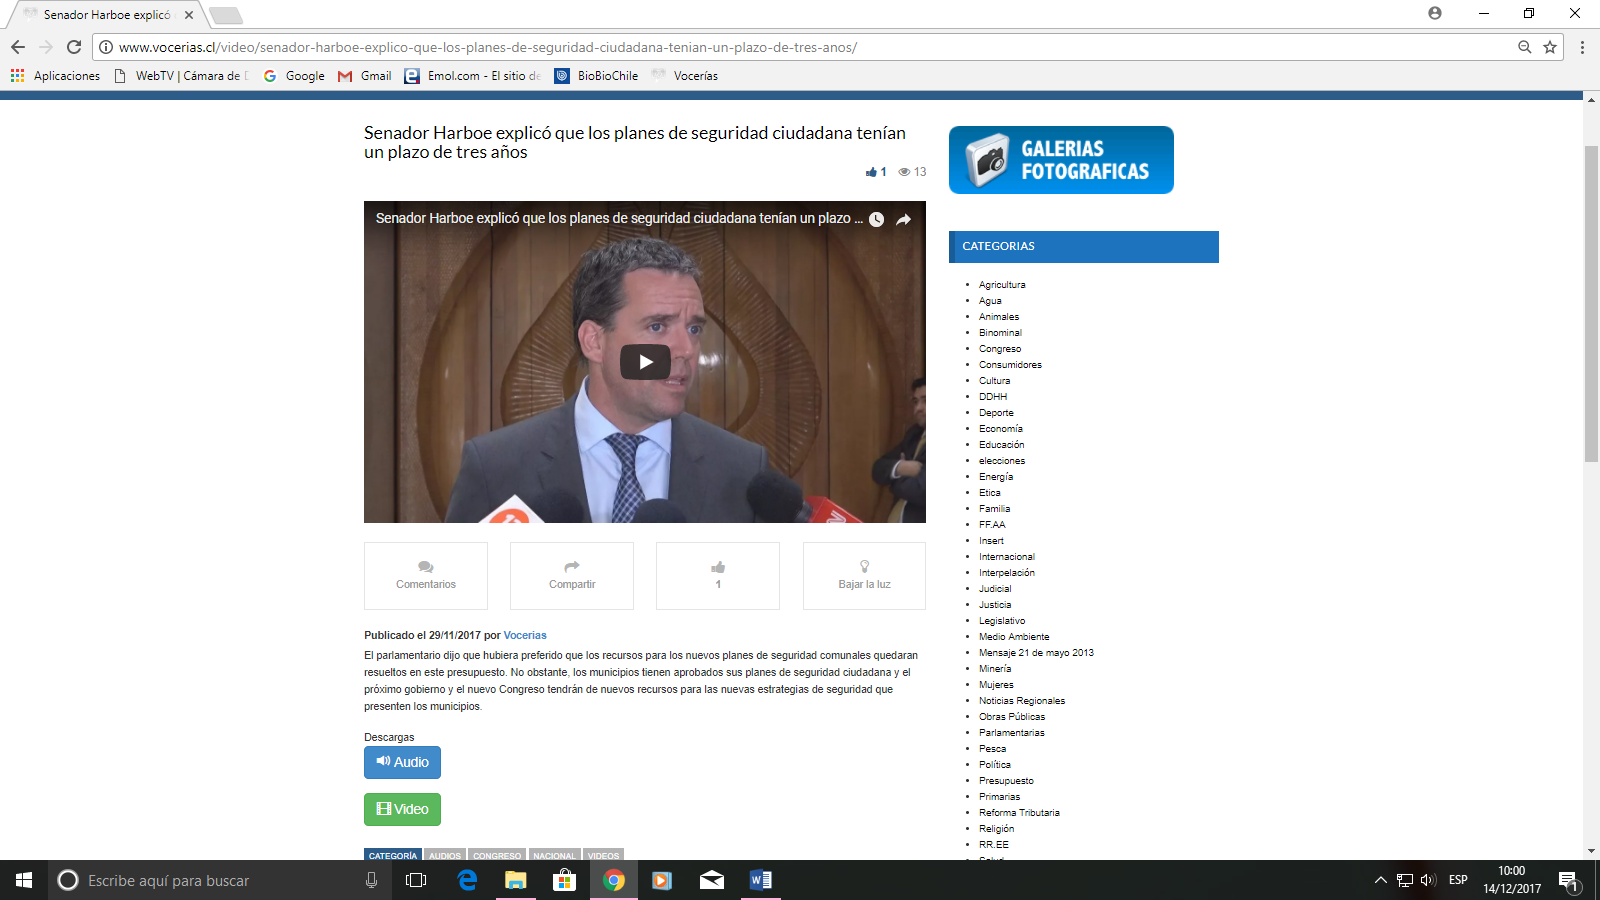 Senador Harboe explicó
www.vocerias.cl/video/senador-harboe-explico-que-los-planes-de-seguridad-ciudadana-tenian-un-plazo-de-tres-anos/
Aplicaciones
WebTV | Cámara de
Google
Gmail
Emol.com - El sitio de
BioBioChile
Vocerías
Senador Harboe explicó que los planes de seguridad ciudadana tenían
un plazo de tres años
1 13
Senador Harboe explicó que los planes de seguridad ciudadana tenían un plazo ...
Comentarios
Compartir
1
Bajar la luz
Publicado el 29/11/2017 por Vocerias
El parlamentario dijo que hubiera preferido que los recursos para los nuevos planes de seguridad comunales quedaran
resueltos en este presupuesto. No obstante, los municipios tienen aprobados sus planes de seguridad ciudadana y el
próximo gobierno y el nuevo Congreso tendrán de nuevos recursos para las nuevas estrategias de seguridad que
presenten los municipios.
Descargas
Audio
Video
CATEGORÍA AUDIOS CONGRESO NACIONAL VIDEOS
GALERIAS
FOTOGRAFICAS
CATEGORIAS
Agricultura
Agua
Animales
Binominal
Congreso
Consumidores
Cultura
DDHH
Deporte
Economía
Educación
elecciones
Energía
Etica
Familia
FF.AA
Insert
Internacional
Interpelación
Judicial
Justicia
Legislativo
Medio Ambiente
Mensaje 21 de mayo 2013
Minería
Mujeres
Noticias Regionales
Obras Públicas
Parlamentarias
Pesca
Política
Presupuesto
Primarias
Reforma Tributaria
Religión
RR.EE
Salud
Escribe aquí para buscar
ESP
10:00
14/12/2017
1